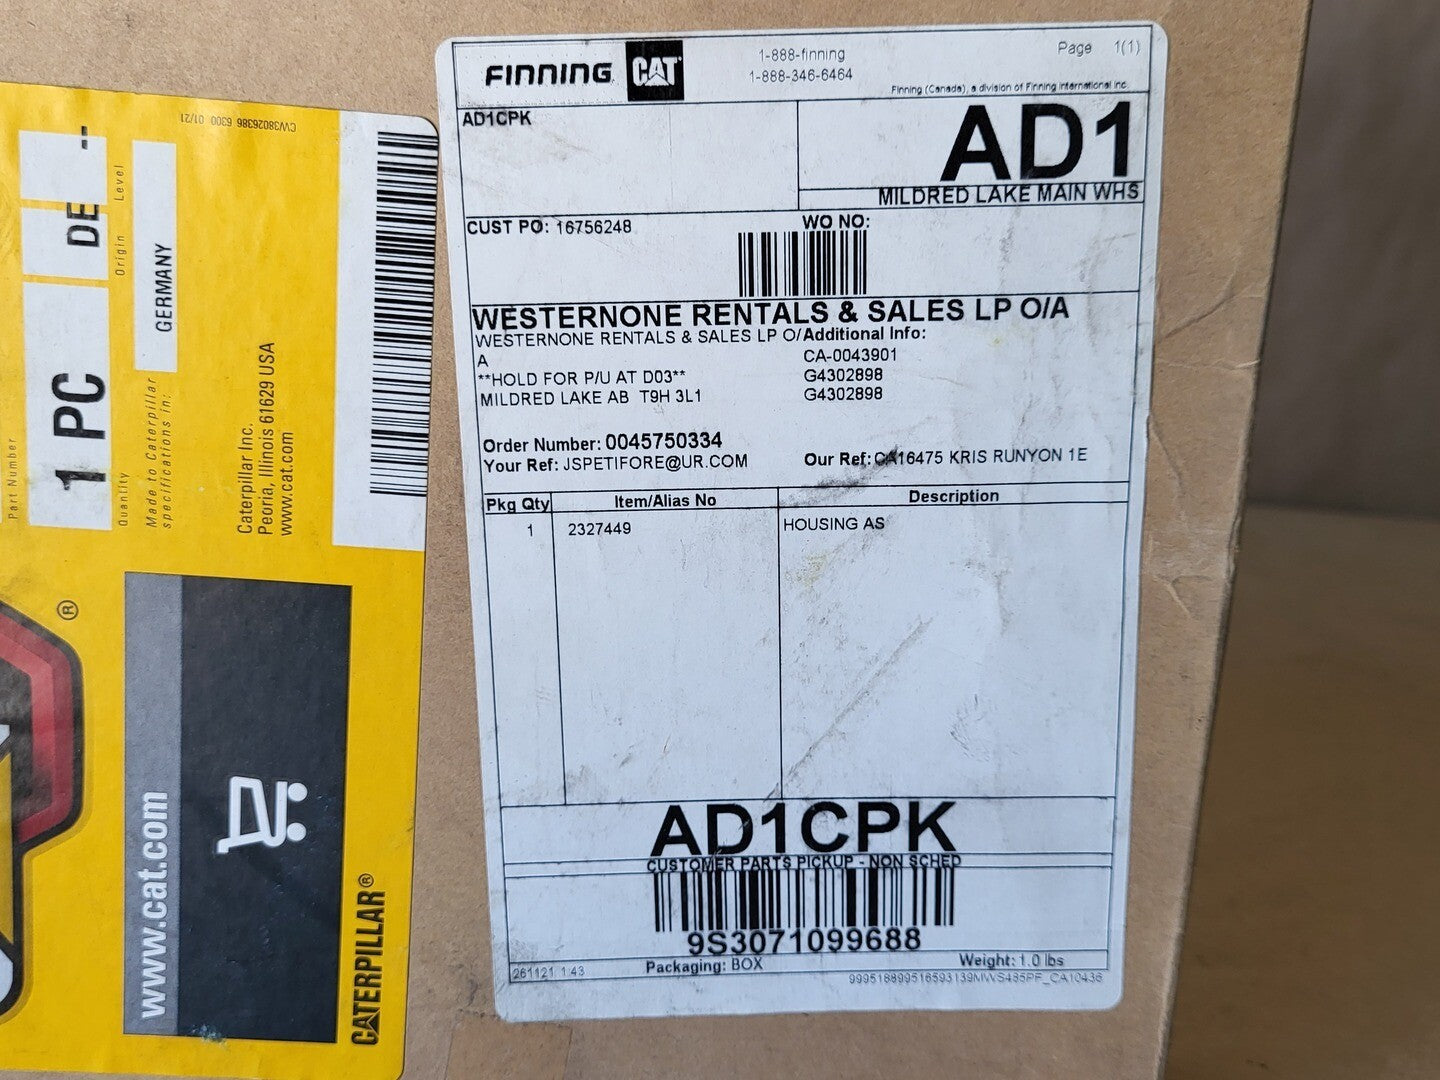 FINNING CAT
1-888-finning
1-888-346-6464
Page 1(1)
Finning (Canada), a division of Finning International Inc.
AD1CPK
AD1
MILDRED LAKE MAIN WHS
CUST PO: 16756248
WO NO:
WESTERNONE RENTALS & SALES LP O/A
WESTERNONE RENTALS & SALES LP O/
A
**HOLD FOR P/U AT D03**
MILDRED LAKE AB T9H 3L1
Additional Info:
CA-0043901
G4302898
G4302898
Order Number: 0045750334
Your Ref: JSPETIFORE@UR.COM
Our Ref: CA16475 KRIS RUNYON 1E
Pkg Qty Item/Alias No Description
1 2327449 HOUSING AS
AD1CPK
CUSTOMER PARTS PICKUP - NON SCHED
9S3071099688
261121 1:43
Packaging: BOX
Weight: 1.0 lbs
CW38026386 6300 01/21
Part Number
1 PC
Quantity
DE
--
Origin Level
Made to Caterpillar
specifications in:
GERMANY
Caterpillar Inc.
Peoria, Illinois 61629 USA
www.cat.com
®
www.cat.com
CATERPILLAR®